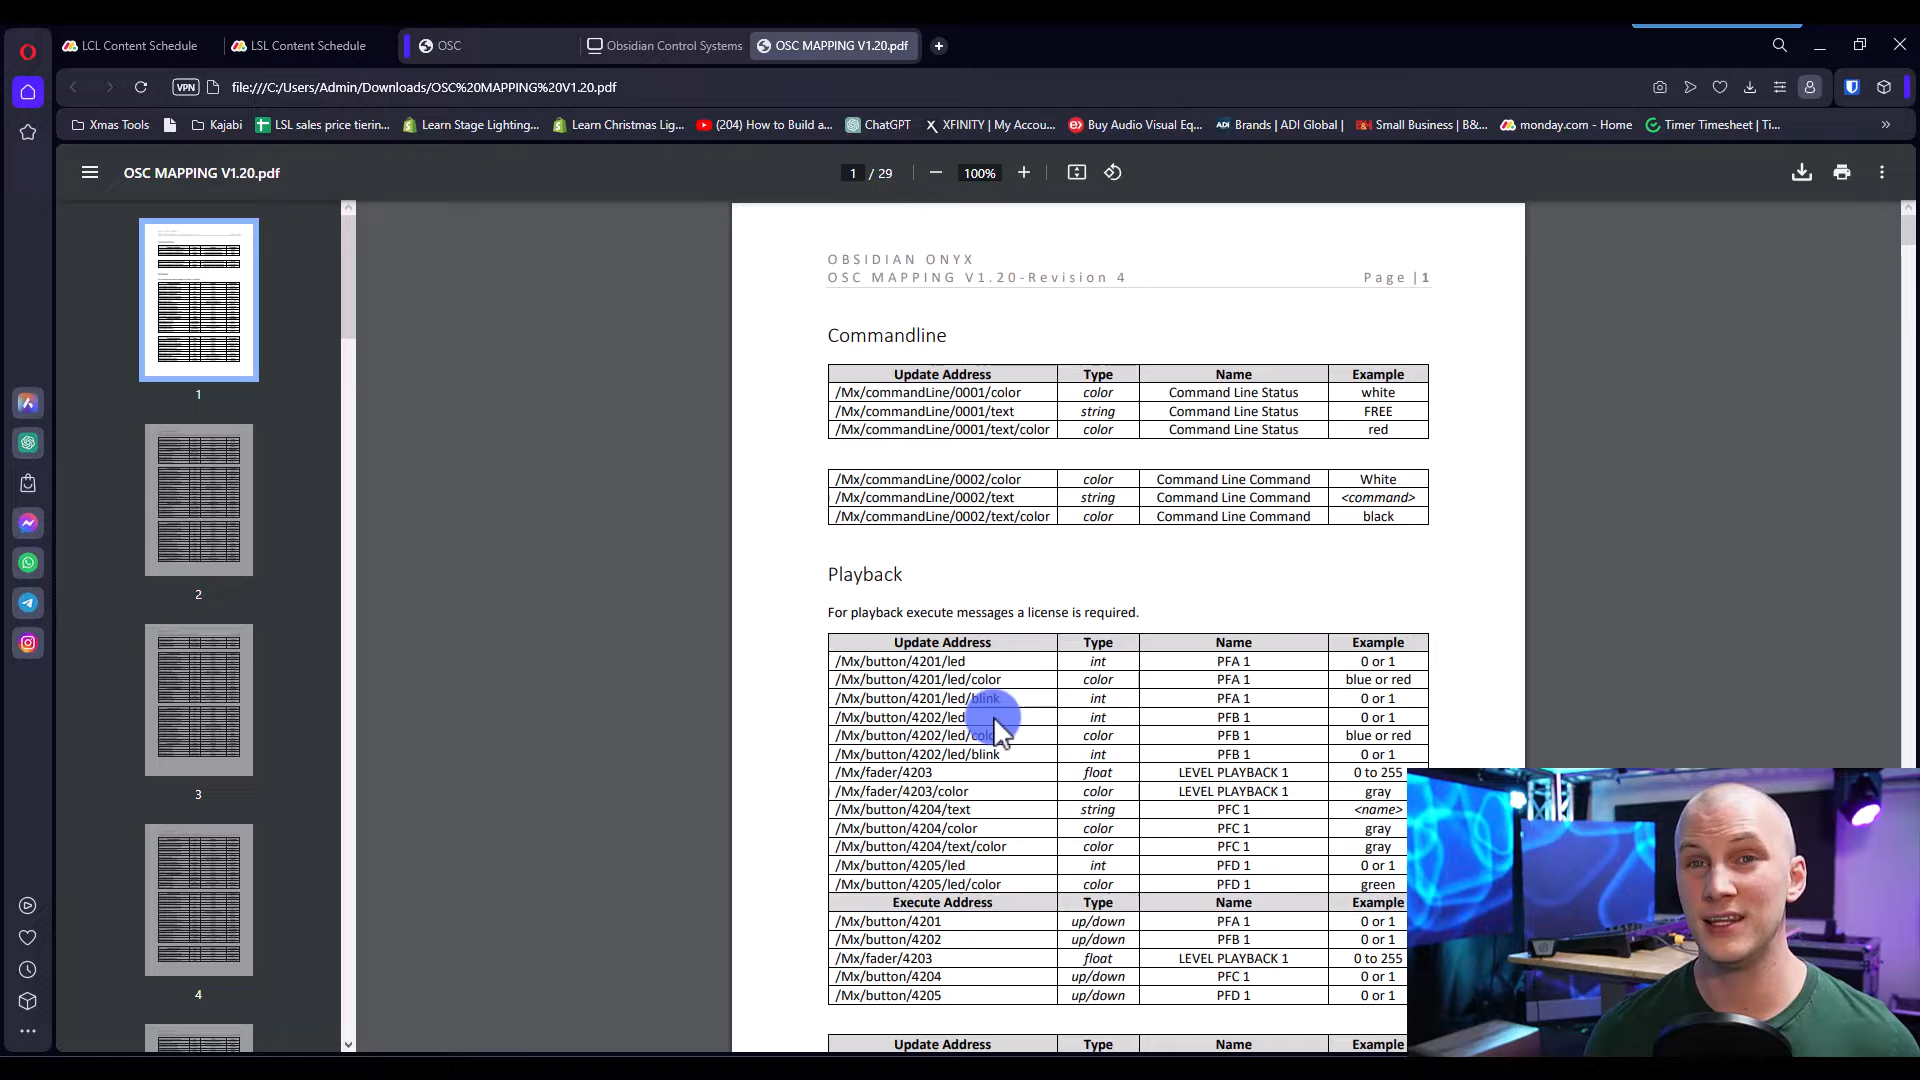 LCL Content Schedule
LSL Content Schedule
OSC
Obsidian Control Systems
OSC MAPPING V1.20.pdf
VPN
file:///C:/Users/Admin/Downloads/OSC%20MAPPING%20V1.20.pdf
Xmas Tools
Kajabi
LSL sales price tierin...
Learn Stage Lighting...
Learn Christmas Lig...
(204) How to Build a...
ChatGPT
XFINITY | My Accou...
Buy Audio Visual Eq...
ADI Brands | ADI Global |
Small Business | B&...
monday.com - Home
Timer Timesheet | Ti...
OSC MAPPING V1.20.pdf
1 / 29
100%
1
2
3
4
OBSIDIAN ONYX
OSC MAPPING V1.20-Revision 4 Page | 1
Commandline
Update Address Type Name Example
/Mx/commandLine/0001/color color Command Line Status white
/Mx/commandLine/0001/text string Command Line Status FREE
/Mx/commandLine/0001/text/color color Command Line Status red
/Mx/commandLine/0002/color color Command Line Command White
/Mx/commandLine/0002/text string Command Line Command <command>
/Mx/commandLine/0002/text/color color Command Line Command black
Playback
For playback execute messages a license is required.
Update Address Type Name Example
/Mx/button/4201/led int PFA 1 0 or 1
/Mx/button/4201/led/color color PFA 1 blue or red
/Mx/button/4201/led/blink int PFA 1 0 or 1
/Mx/button/4202/led int PFB 1 0 or 1
/Mx/button/4202/led/color color PFB 1 blue or red
/Mx/button/4202/led/blink int PFB 1 0 or 1
/Mx/fader/4203 float LEVEL PLAYBACK 1 0 to 255
/Mx/fader/4203/color color LEVEL PLAYBACK 1 gray
/Mx/button/4204/text string PFC 1 <name>
/Mx/button/4204/color color PFC 1 gray
/Mx/button/4204/text/color color PFC 1 gray
/Mx/button/4205/led int PFD 1 0 or 1
/Mx/button/4205/led/color color PFD 1 green
Execute Address Type Name Example
/Mx/button/4201 up/down PFA 1 0 or 1
/Mx/button/4202 up/down PFB 1 0 or 1
/Mx/fader/4203 float LEVEL PLAYBACK 1 0 to 255
/Mx/button/4204 up/down PFC 1 0 or 1
/Mx/button/4205 up/down PFD 1 0 or 1
Update Address Type Name Example